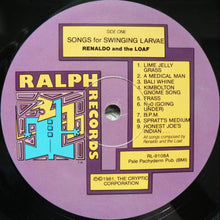 SIDE ONE
SONGS for SWINGING LARVAE
RENALDO and the LOAF
RALPH
RECORDS
1. LIME JELLY
GRASS
2. A MEDICAL MAN
3. BALI WHINE
4. KIMBOLTON
GNOME SONG
5. TRASS
6. N20 (GOING
UNDER)
7. B.P.M.
8. SPRATT'S MEDIUM
9. HONEST JOE'S
INDIAN
All songs composed by
Renaldo and the Loaf
RL-8108A
Pale Pachyderm Pub. (BMI)
©℗1981, THE CRYPTIC
CORPORATION